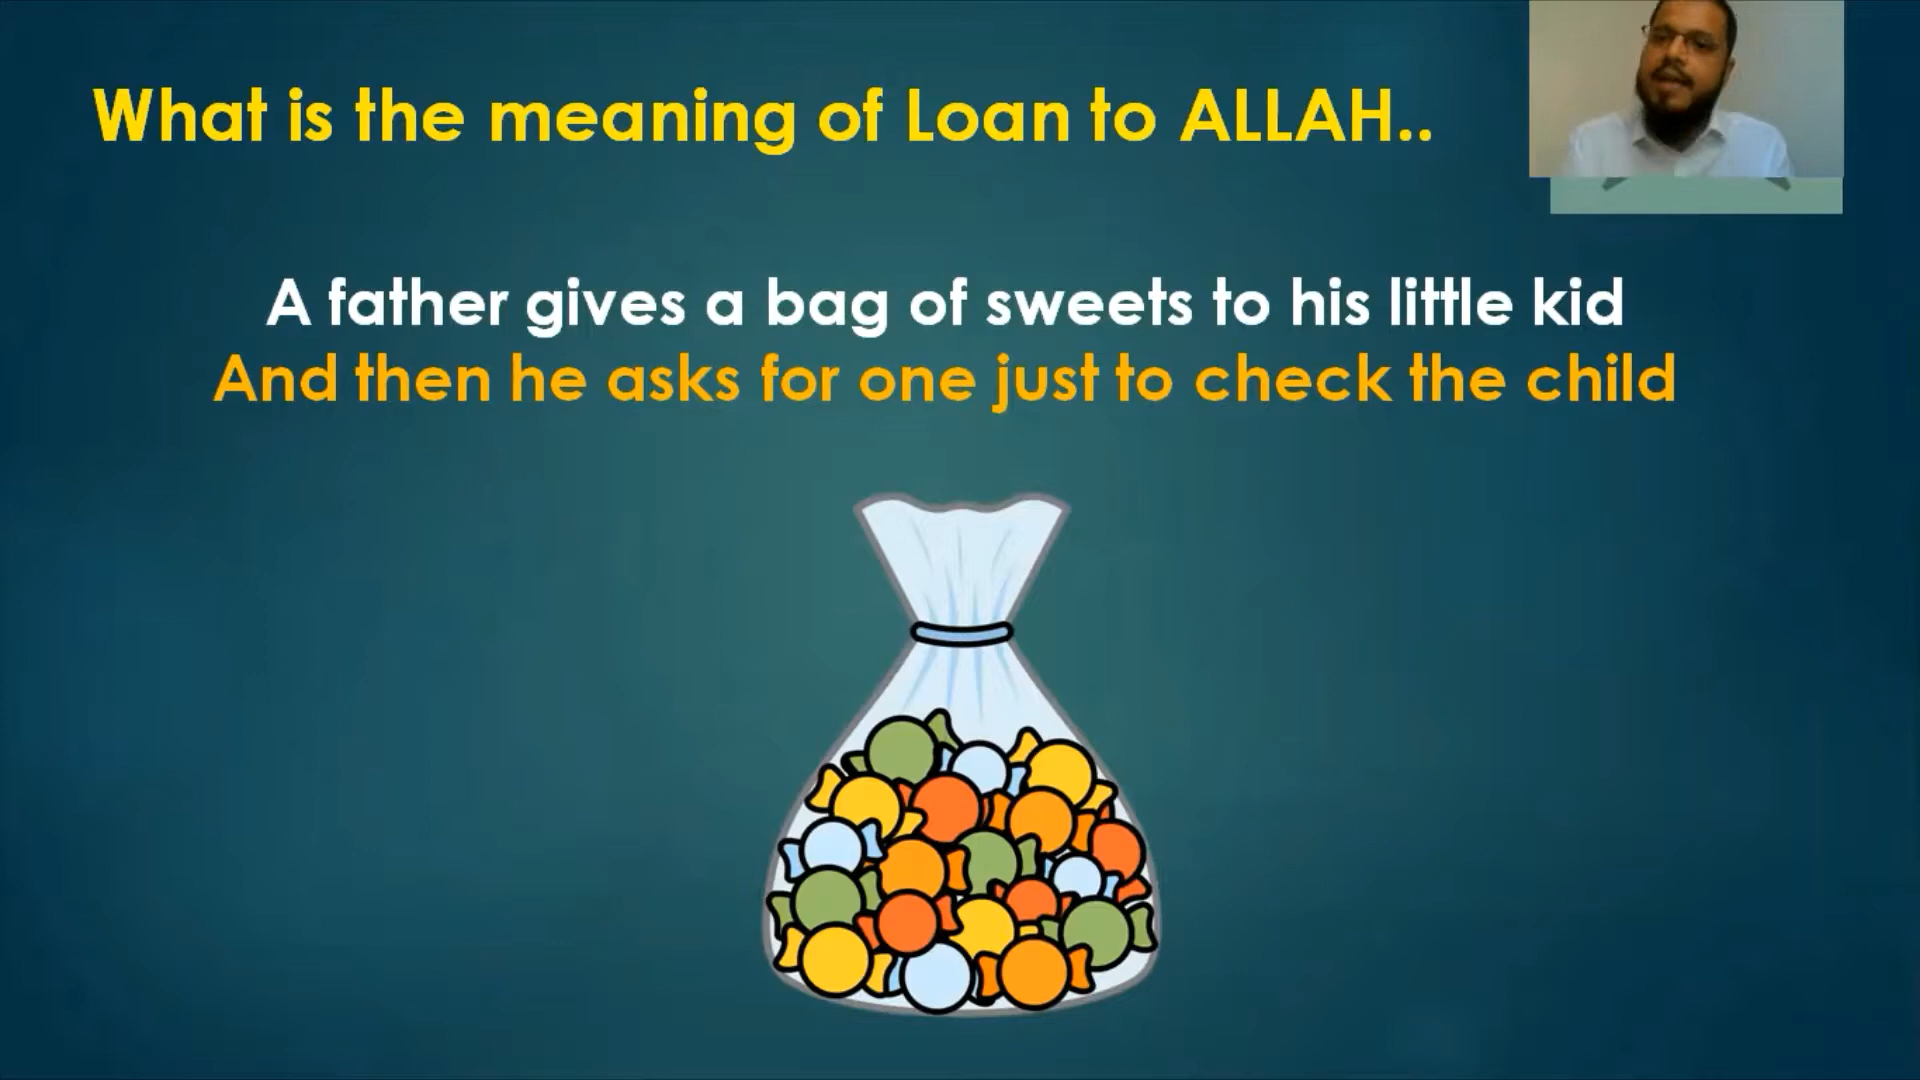 What is the meaning of Loan to ALLAH..
A father gives a bag of sweets to his little kid
And then he asks for one just to check the child